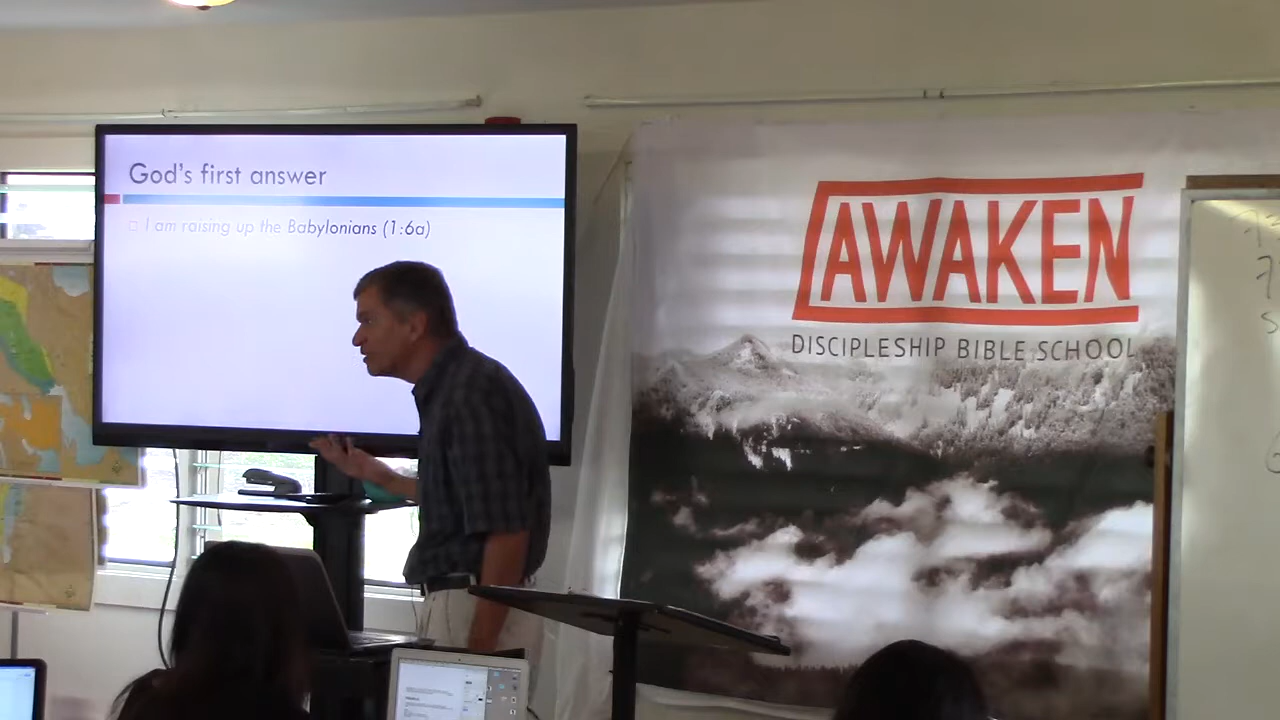 God's first answer
I am raising up the Babylonians (1:6a)
AWAKEN
DISCIPLESHIP BIBLE SCHOOL